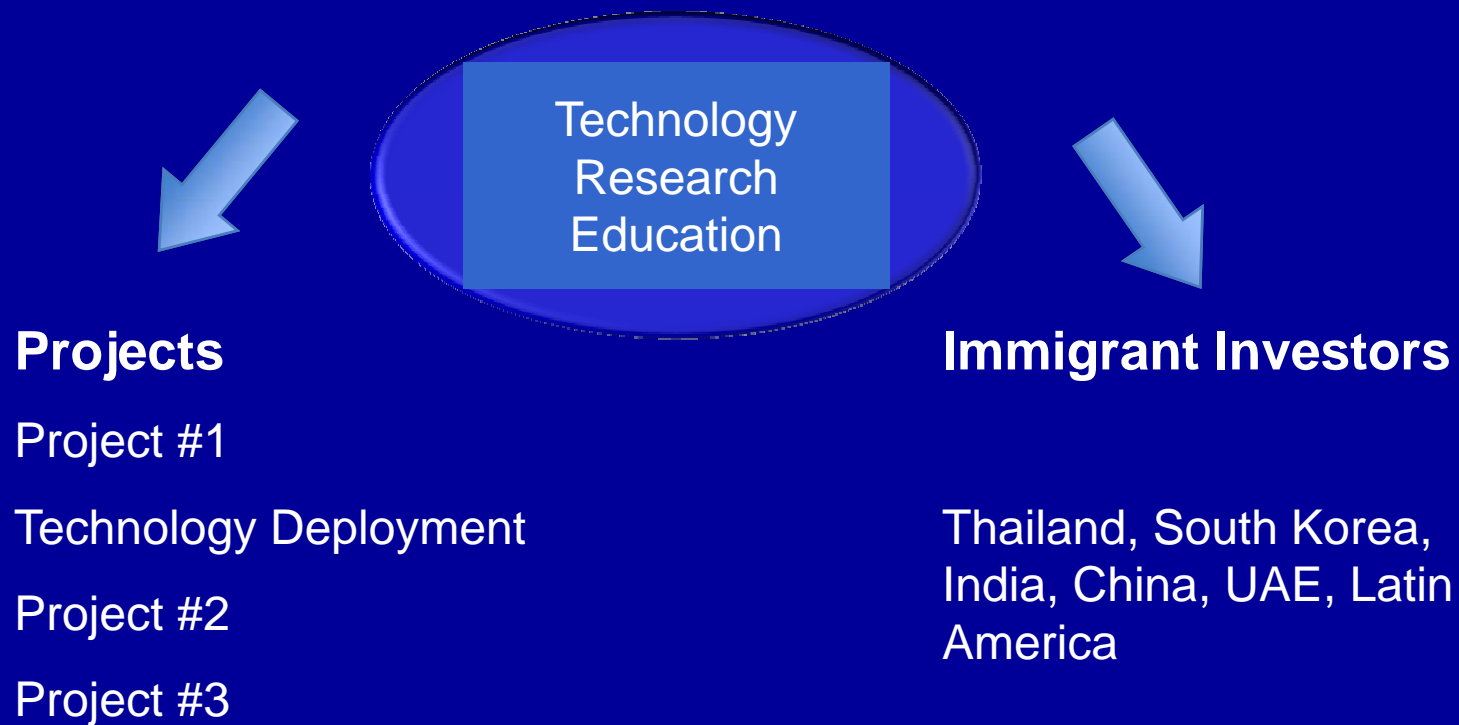 Technology
Research
Education
Projects
Project #1
Technology Deployment
Project #2
Project #3
Immigrant Investors
Thailand, South Korea,
India, China, UAE, Latin
America